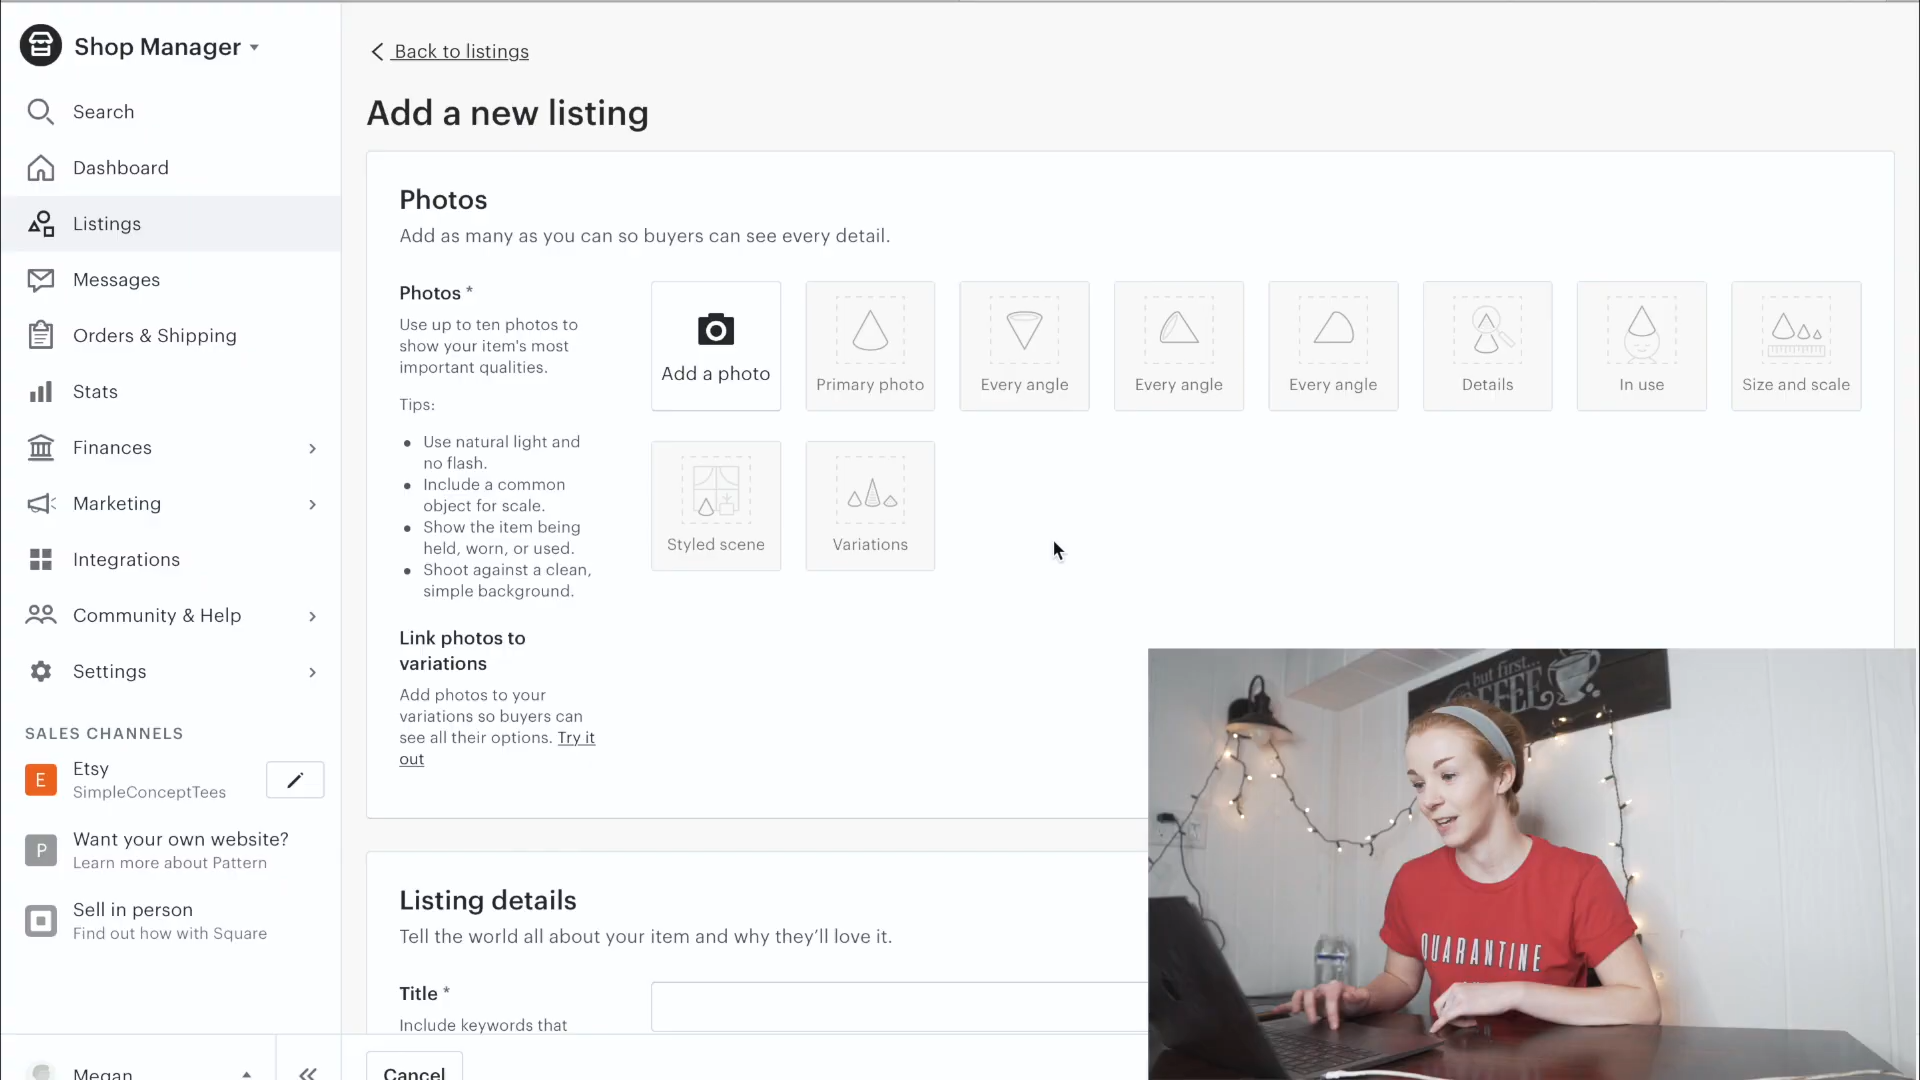 Shop Manager
Search
Dashboard
Listings
Messages
Orders & Shipping
Stats
Finances
Marketing
Integrations
Community & Help
Settings
SALES CHANNELS
E
Etsy
SimpleConceptTees
P
Want your own website?
Learn more about Pattern
Sell in person
Find out how with Square
Megan
Back to listings
Add a new listing
Photos
Add as many as you can so buyers can see every detail.
Photos *
Use up to ten photos to
show your item's most
important qualities.
Tips:
Use natural light and
no flash.
Include a common
object for scale.
Show the item being
held, worn, or used.
Shoot against a clean,
simple background.
Add a photo
Primary photo
Every angle
Every angle
Every angle
Details
In use
Size and scale
Styled scene
Variations
Link photos to
variations
Add photos to your
variations so buyers can
see all their options. Try it
out
Listing details
Tell the world all about your item and why they’ll love it.
Title *
Include keywords that
Cancel
but first...
COFFEE
QUARANTINE